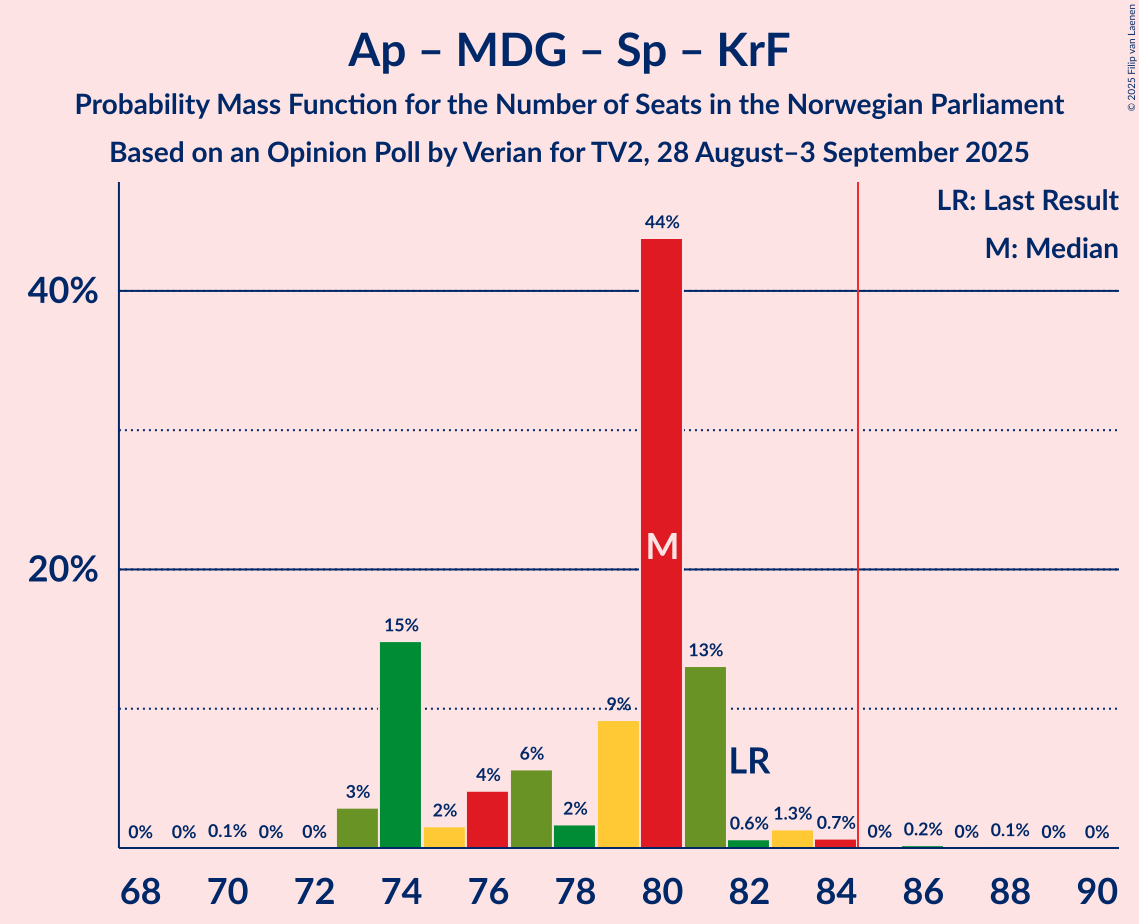 Ap – MDG – Sp – KrF
Probability Mass Function for the Number of Seats in the Norwegian Parliament
Based on an Opinion Poll by Verian for TV2, 28 August–3 September 2025
© 2025 Filip van Laenen
LR: Last Result
M: Median
40%
20%
0% 0% 0.1% 0% 0% 3% 15% 2% 4% 6% 2% 9% 44% 13% 0.6% 1.3% 0.7% 0% 0.2% 0% 0.1% 0% 0%
M
LR
68 70 72 74 76 78 80 82 84 86 88 90